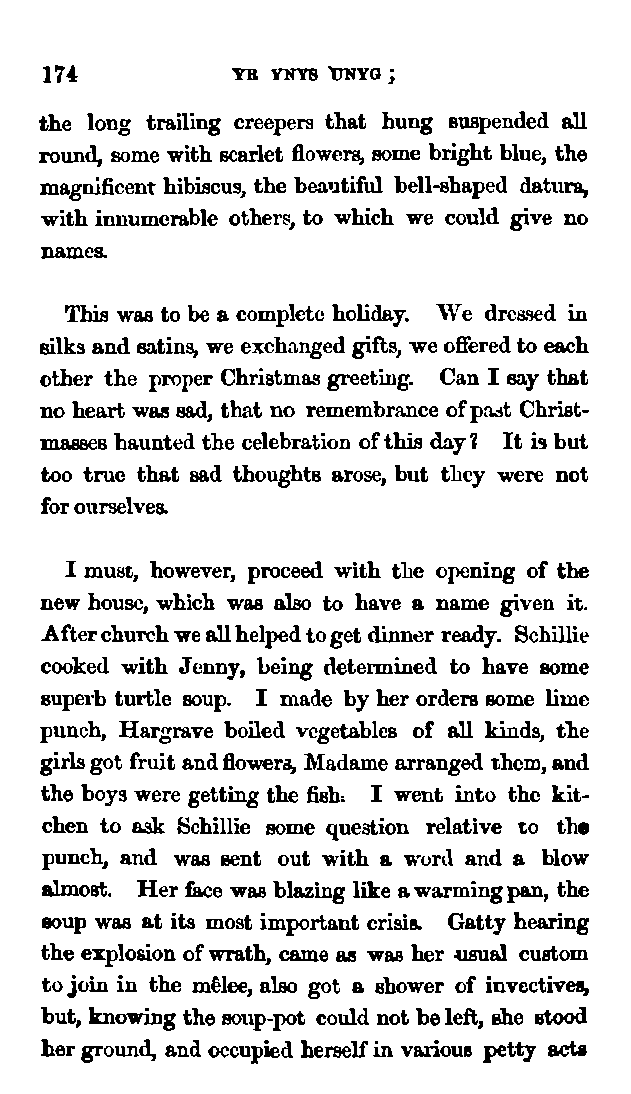 174 YR YNYS UNYG ;
the long trailing creepers that hung suspended all
round, some with scarlet flowers, some bright blue, the
magnificent hibiscus, the beautiful bell-shaped datura,
with innumerable others, to which we could give no
names.
This was to be a complete holiday. We dressed in
silks and satins, we exchanged gifts, we offered to each
other the proper Christmas greeting. Can I say that
no heart was sad, that no remembrance of past Christ-
masses haunted the celebration of this day? It is but
too true that sad thoughts arose, but they were not
for ourselves.
I must, however, proceed with the opening of the
new house, which was also to have a name given it.
After church we all helped to get dinner ready. Schillie
cooked with Jenny, being determined to have some
superb turtle soup. I made by her orders some lime
punch, Hargrave boiled vegetables of all kinds, the
girls got fruit and flowers, Madame arranged them, and
the boys were getting the fish. I went into the kit-
chen to ask Schillie some question relative to the
punch, and was sent out with a word and a blow
almost. Her face was blazing like a warming pan, the
soup was at its most important crisis. Gatty hearing
the explosion of wrath, came as was her usual custom
to join in the mêlee, also got a shower of invectives,
but, knowing the soup-pot could not be left, she stood
her ground, and occupied herself in various petty acts